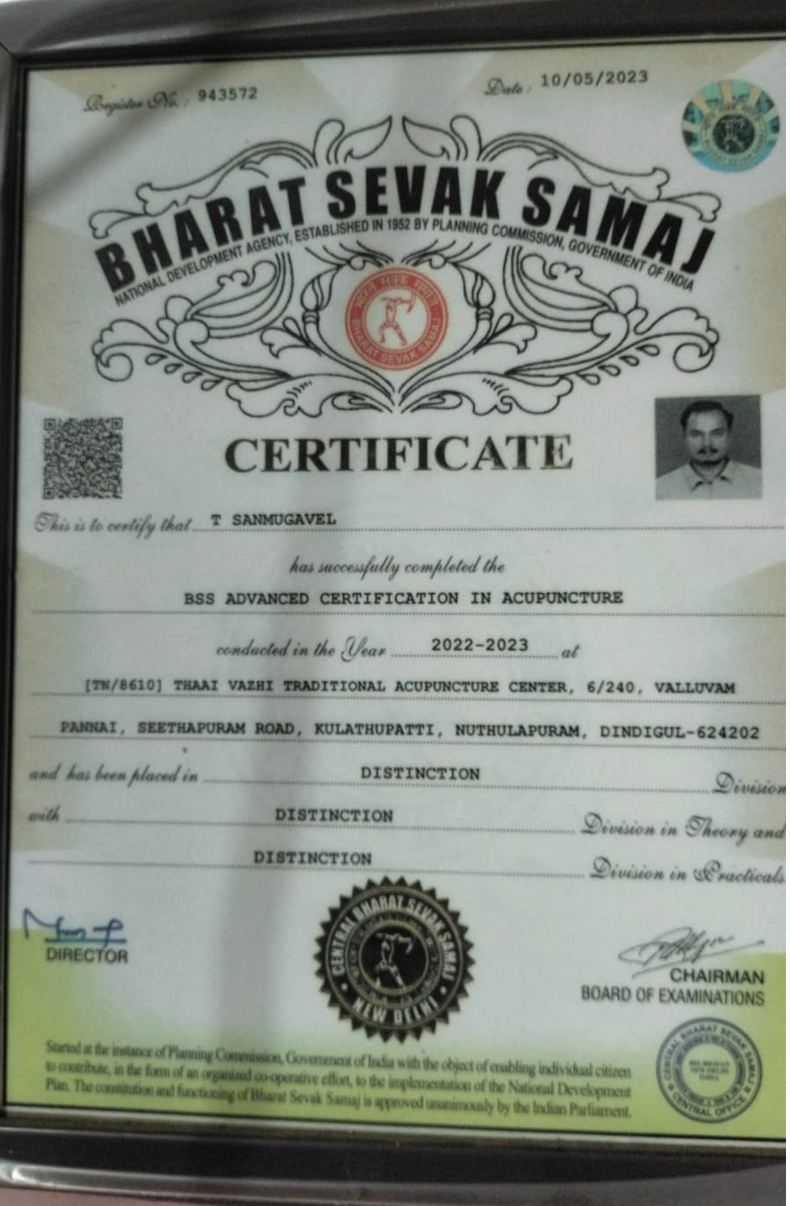 Register No. : 943572
Date : 10/05/2023
BHARAT SEVAK SAMAJ
NATIONAL DEVELOPMENT AGENCY, ESTABLISHED IN 1952 BY PLANNING COMMISSION, GOVERNMENT OF INDIA
BHARAT SEVAK SAMAJ
CERTIFICATE
This is to certify that T SANMUGAVEL
has successfully completed the
BSS ADVANCED CERTIFICATION IN ACUPUNCTURE
conducted in the Year 2022-2023 at
[TN/8610] THAAI VAZHI TRADITIONAL ACUPUNCTURE CENTER, 6/240, VALLUVAM
PANNAI, SEETHAPURAM ROAD, KULATHUPATTI, NUTHULAPURAM, DINDIGUL-624202
and has been placed in DISTINCTION Division
with DISTINCTION Division in Theory and
DISTINCTION Division in Practicals
DIRECTOR
CENTRAL BHARAT SEVAK SAMAJ
NEW DELHI
CHAIRMAN
BOARD OF EXAMINATIONS
Started at the instance of Planning Commission, Government of India with the object of enabling individual citizen
to contribute, in the form of an organized co-operative effort, to the implementation of the National Development
Plan. The constitution and functioning of Bharat Sevak Samaj is approved unanimously by the Indian Parliament.
CENTRAL BHARAT SEVAK SAMAJ
CENTRAL OFFICE